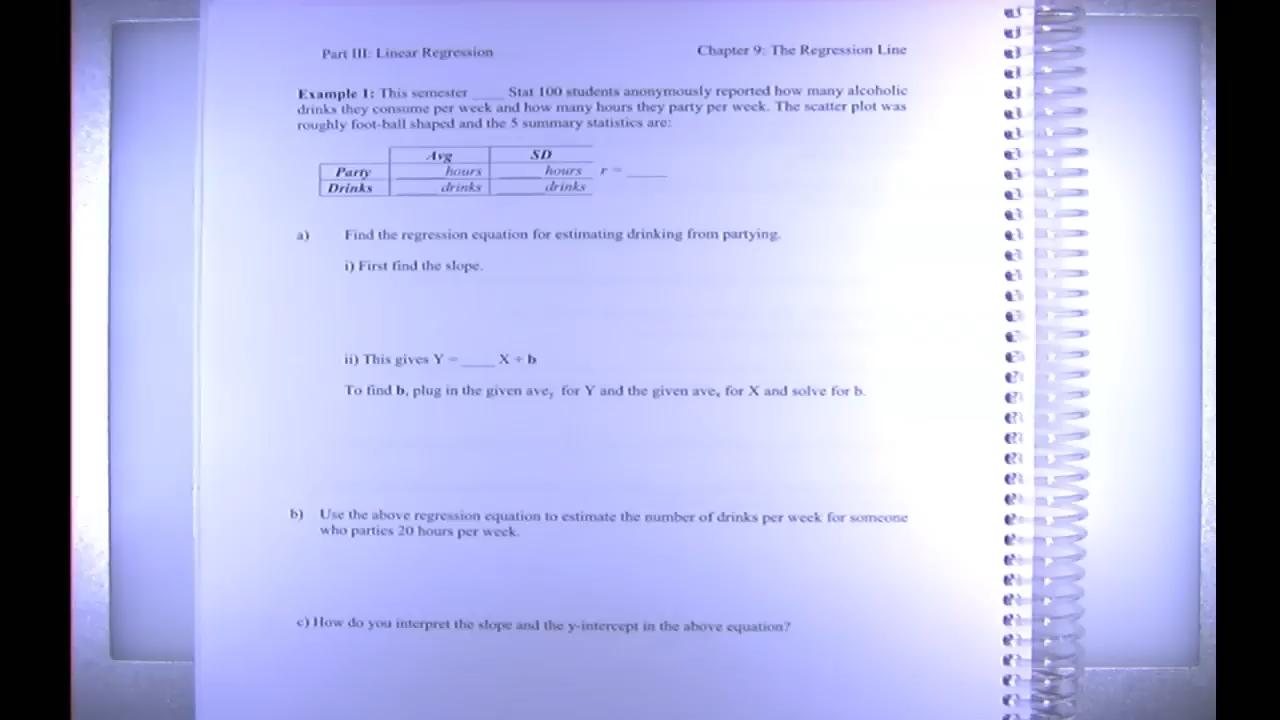 Part III: Linear Regression Chapter 9: The Regression Line
Example 1: This semester ____ Stat 100 students anonymously reported how many alcoholic
drinks they consume per week and how many hours they party per week. The scatter plot was
roughly foot-ball shaped and the 5 summary statistics are:
Avg SD
Party hours hours r = ____
Drinks drinks drinks
a) Find the regression equation for estimating drinking from partying.
i) First find the slope.
ii) This gives Y = ____ X + b
To find b, plug in the given ave, for Y and the given ave, for X and solve for b.
b) Use the above regression equation to estimate the number of drinks per week for someone
who parties 20 hours per week.
c) How do you interpret the slope and the y-intercept in the above equation?